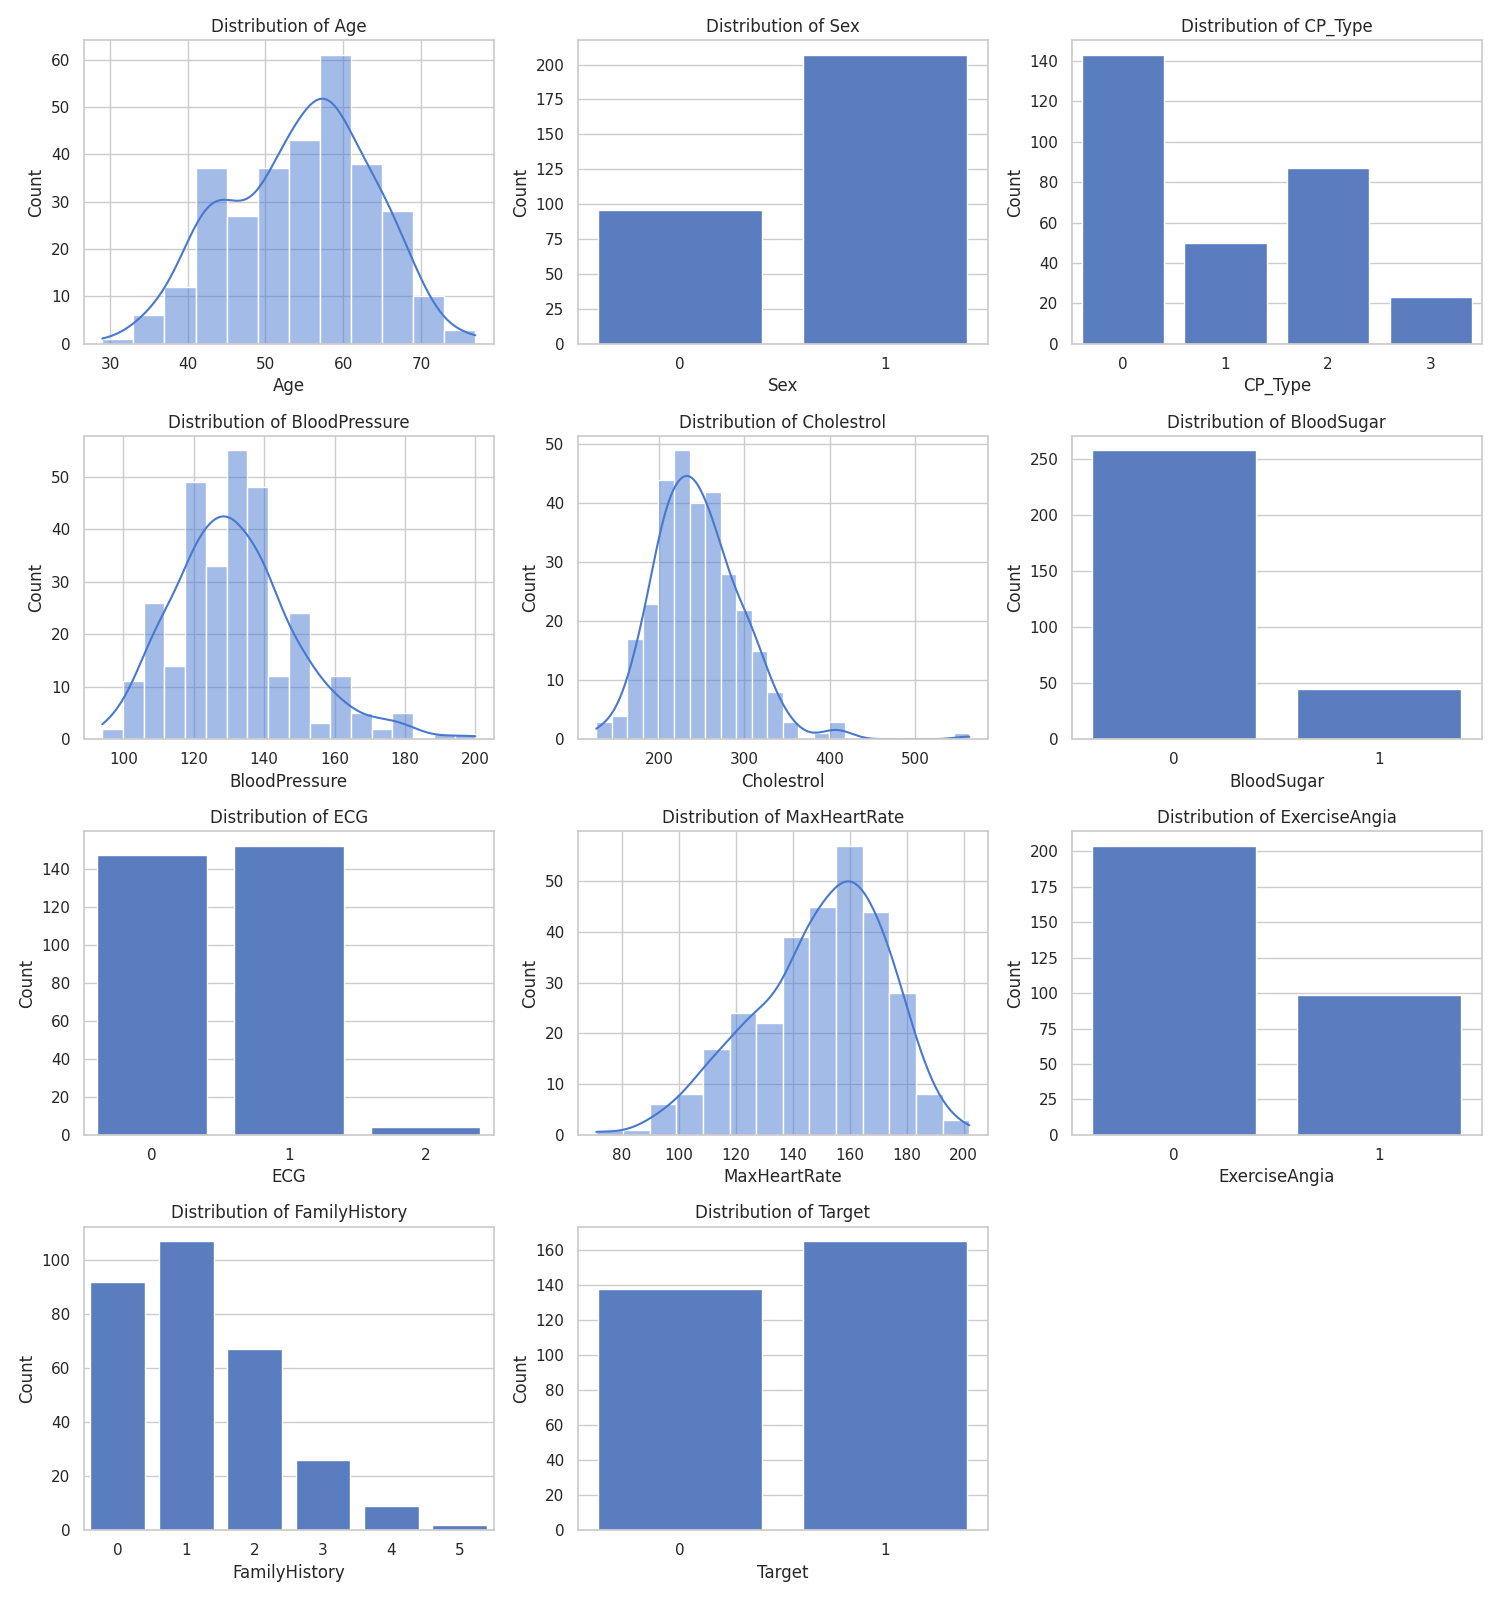 Distribution of Age
Count
60
50
40
30
20
10
0
30 40 50 60 70
Age
Distribution of Sex
Count
200
175
150
125
100
75
50
25
0
0 1
Sex
Distribution of CP_Type
Count
140
120
100
80
60
40
20
0
0 1 2 3
CP_Type
Distribution of BloodPressure
Count
50
40
30
20
10
0
100 120 140 160 180 200
BloodPressure
Distribution of Cholestrol
Count
50
40
30
20
10
0
200 300 400 500
Cholestrol
Distribution of BloodSugar
Count
250
200
150
100
50
0
0 1
BloodSugar
Distribution of ECG
Count
140
120
100
80
60
40
20
0
0 1 2
ECG
Distribution of MaxHeartRate
Count
50
40
30
20
10
0
80 100 120 140 160 180 200
MaxHeartRate
Distribution of ExerciseAngia
Count
200
175
150
125
100
75
50
25
0
0 1
ExerciseAngia
Distribution of FamilyHistory
Count
100
80
60
40
20
0
0 1 2 3 4 5
FamilyHistory
Distribution of Target
Count
160
140
120
100
80
60
40
20
0
0 1
Target